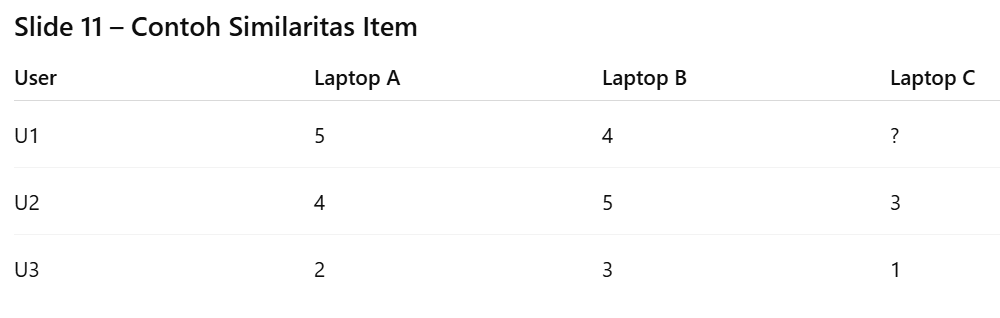 Slide 11 – Contoh Similaritas Item
User Laptop A Laptop B Laptop C
U1 5 4 ?
U2 4 5 3
U3 2 3 1